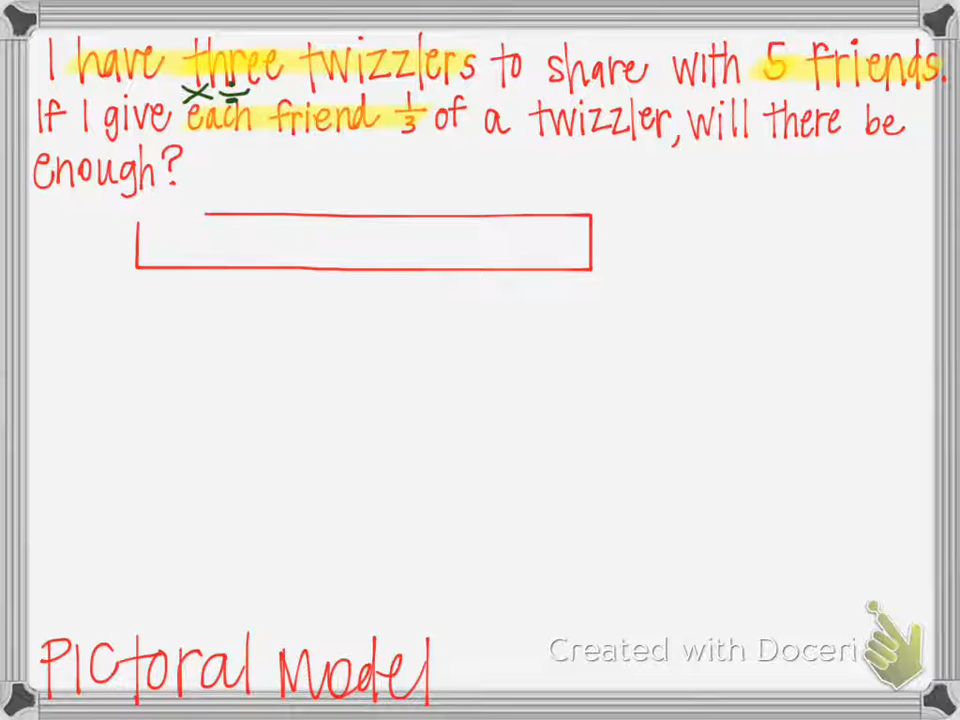 I have three twizzlers to share with 5 friends.
× ÷
If I give each friend 1/3 of a twizzler, will there be
enough?
Pictoral Model
Created with Doceri